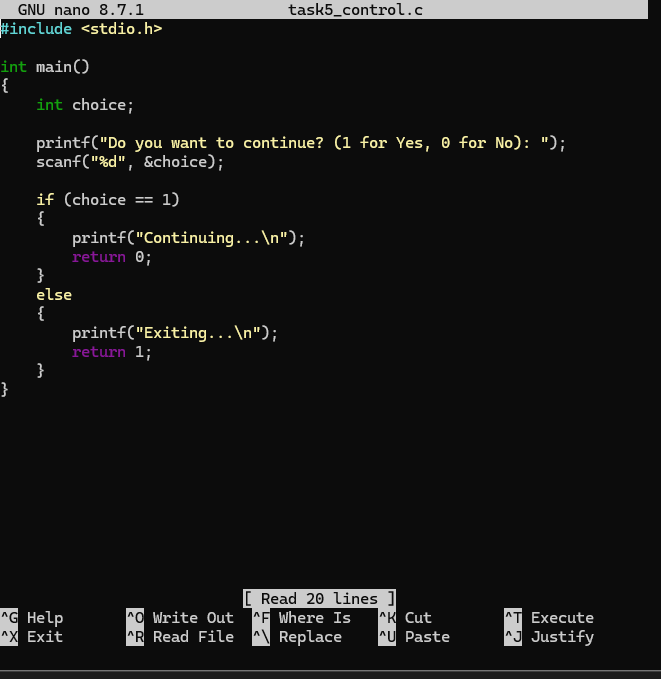 GNU nano 8.7.1 task5_control.c
#include <stdio.h>
int main()
{
    int choice;
    printf("Do you want to continue? (1 for Yes, 0 for No): ");
    scanf("%d", &choice);
    if (choice == 1)
    {
        printf("Continuing...\n");
        return 0;
    }
    else
    {
        printf("Exiting...\n");
        return 1;
    }
}
[ Read 20 lines ]
^G Help ^O Write Out ^F Where Is ^K Cut ^T Execute
^X Exit ^R Read File ^\ Replace ^U Paste ^J Justify